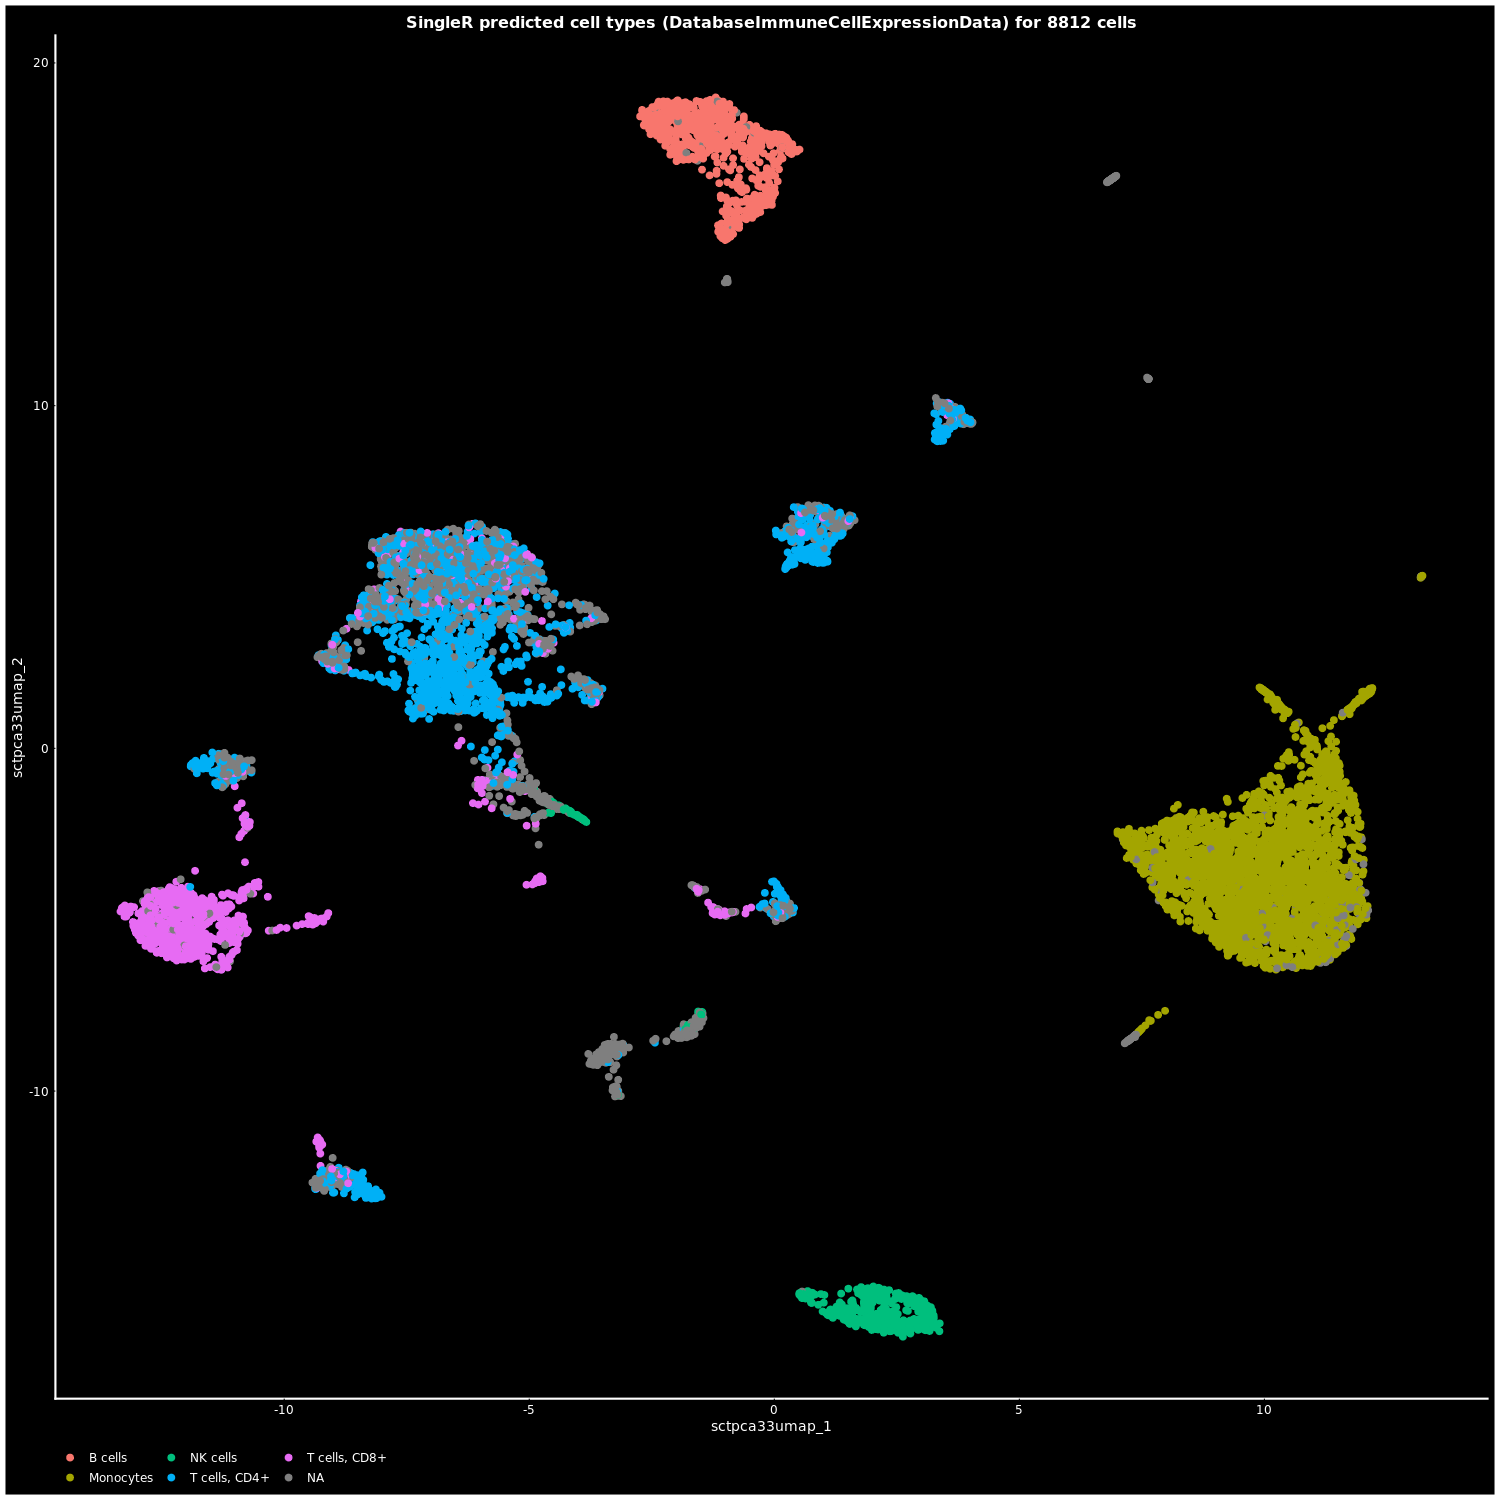 SingleR predicted cell types (DatabaseImmuneCellExpressionData) for 8812 cells
20
10
0
-10
sctpca33umap_2
-10 -5 0 5 10
sctpca33umap_1
B cells NK cells T cells, CD8+
Monocytes T cells, CD4+ NA